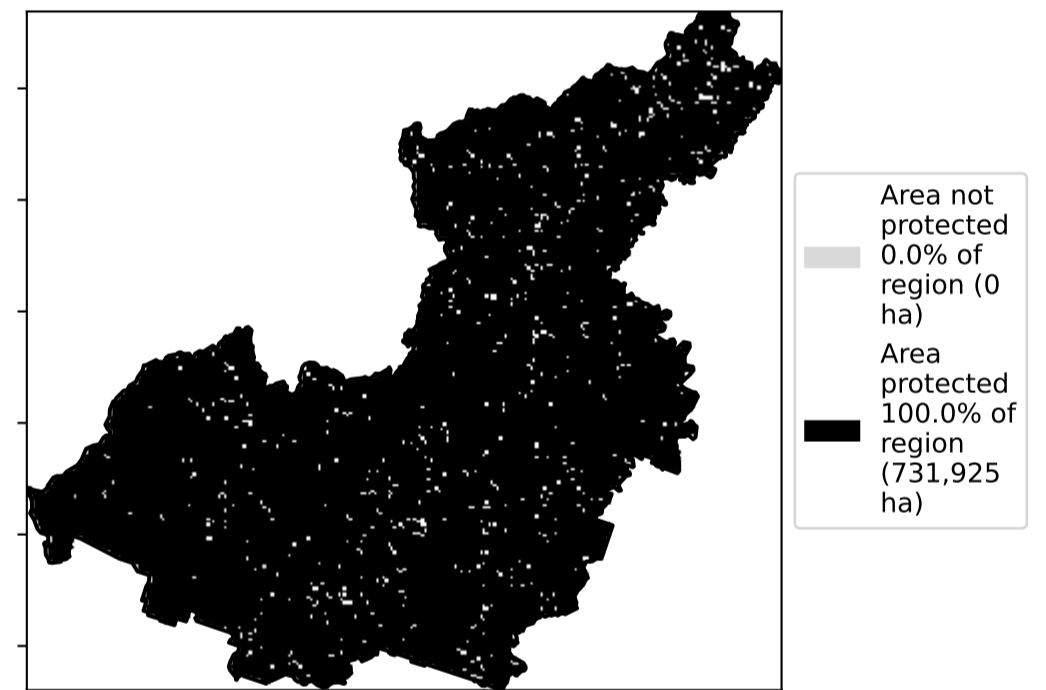 Area not
protected
0.0% of
region (0
ha)
Area
protected
100.0% of
region
(731,925
ha)